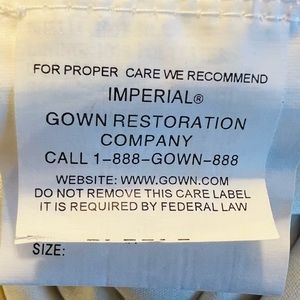 FOR PROPER CARE WE RECOMMEND
IMPERIAL®
GOWN RESTORATION
COMPANY
CALL 1-888-GOWN-888
WEBSITE: WWW.GOWN.COM
DO NOT REMOVE THIS CARE LABEL
IT IS REQUIRED BY FEDERAL LAW
SIZE: